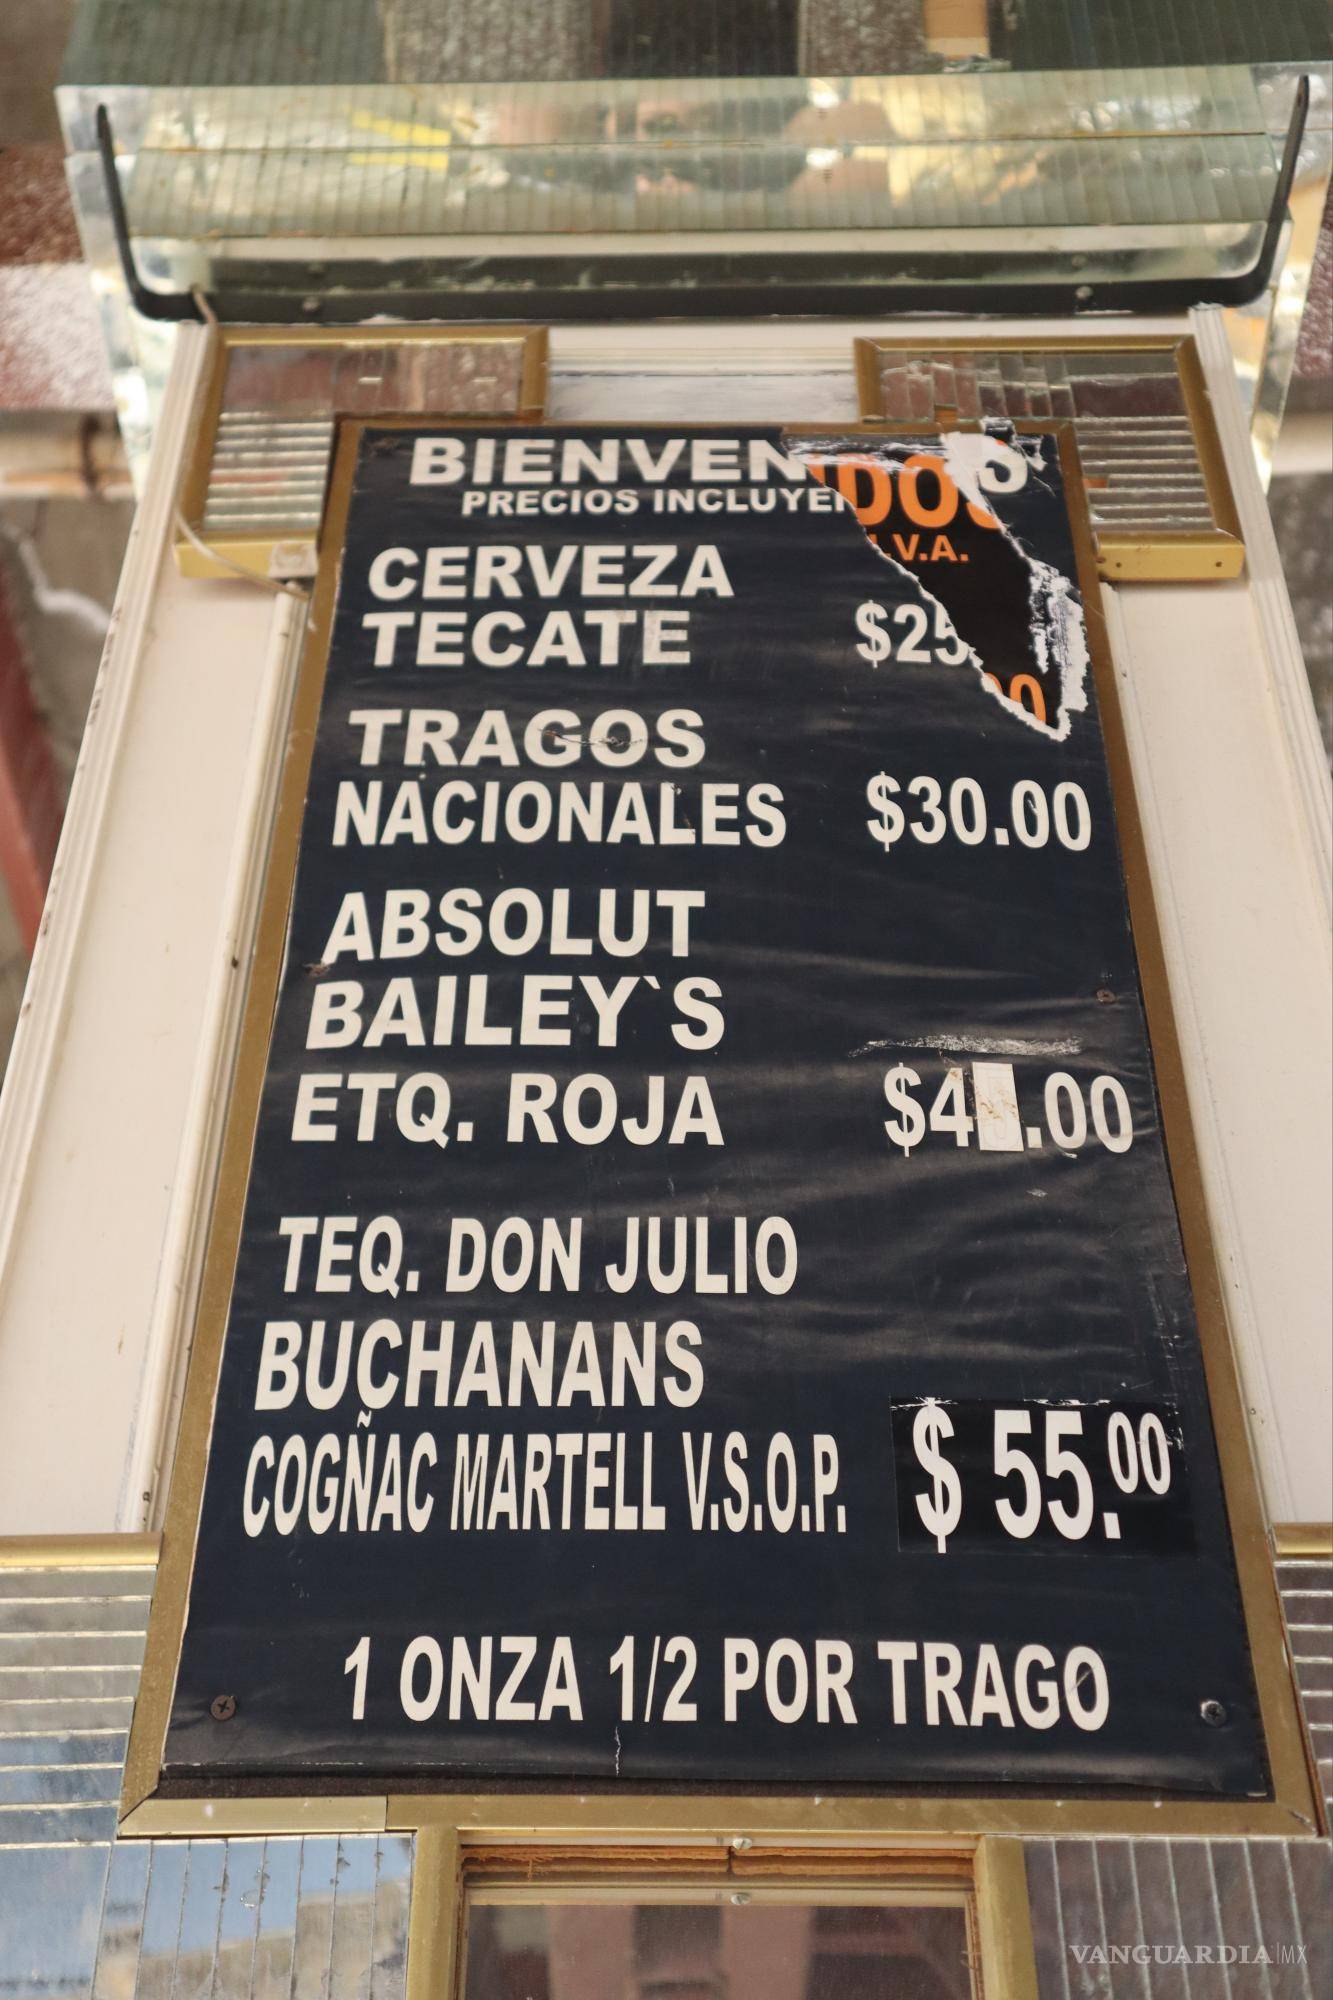 BIENVENIDOS
PRECIOS INCLUYEN I.V.A.
CERVEZA
TECATE $25
TRAGOS
NACIONALES $30.00
ABSOLUT
BAILEY`S
ETQ. ROJA
TEQ. DON JULIO
BUCHANANS
COGÑAC MARTELL V.S.O.P. $ 55.00
1 ONZA 1/2 POR TRAGO
VANGUARDIA|MX